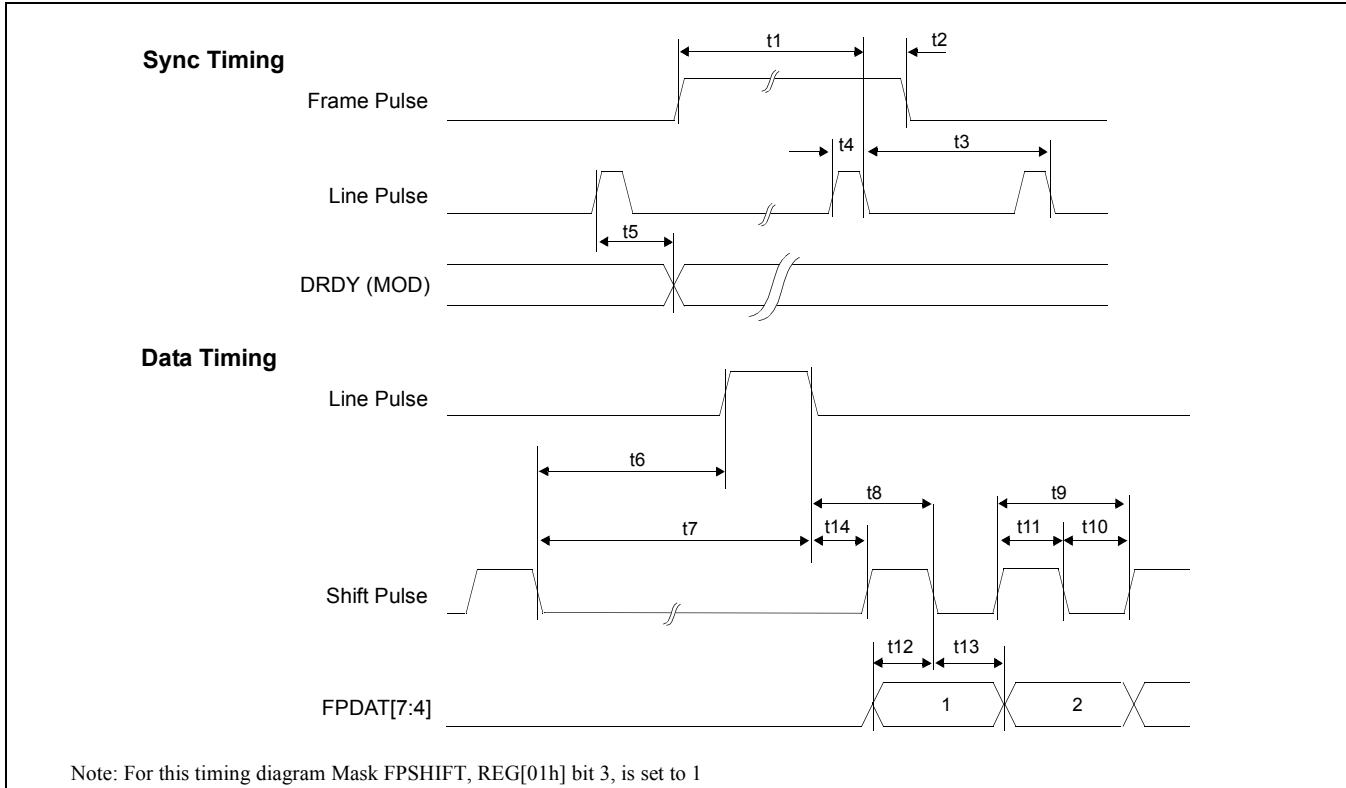 Sync Timing
t1
t2
Frame Pulse
t4
t3
Line Pulse
t5
DRDY (MOD)
Data Timing
Line Pulse
t6
t8
t9
t7
t14
t11
t10
Shift Pulse
t12
t13
FPDAT[7:4]
1
2
Note: For this timing diagram Mask FPSHIFT, REG[01h] bit 3, is set to 1